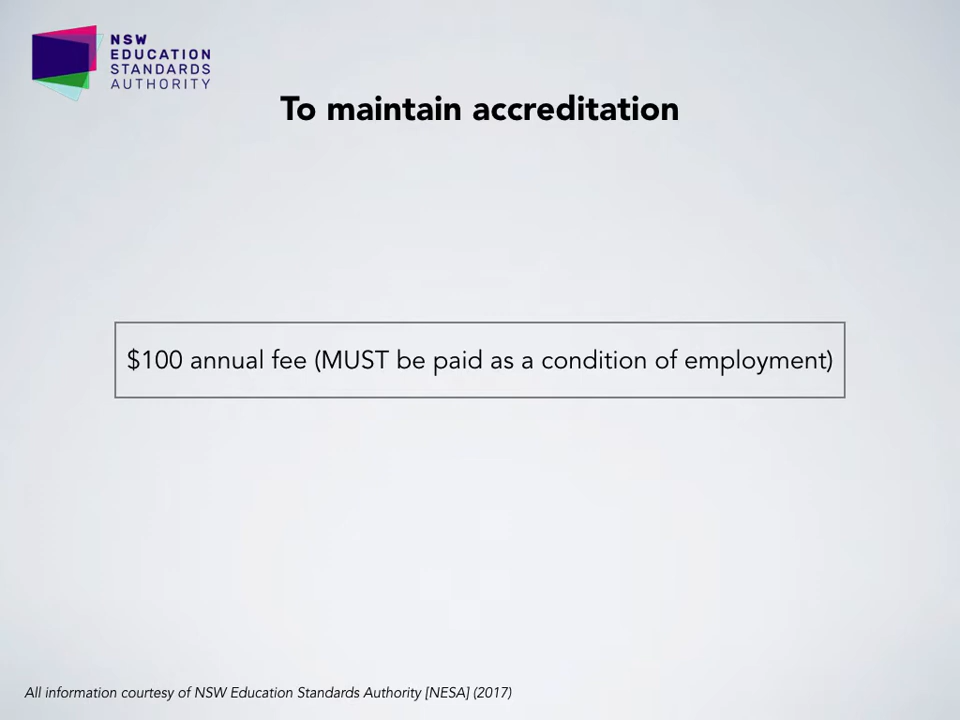 NSW
EDUCATION
STANDARDS
AUTHORITY
To maintain accreditation
$100 annual fee (MUST be paid as a condition of employment)
All information courtesy of NSW Education Standards Authority [NESA] (2017)